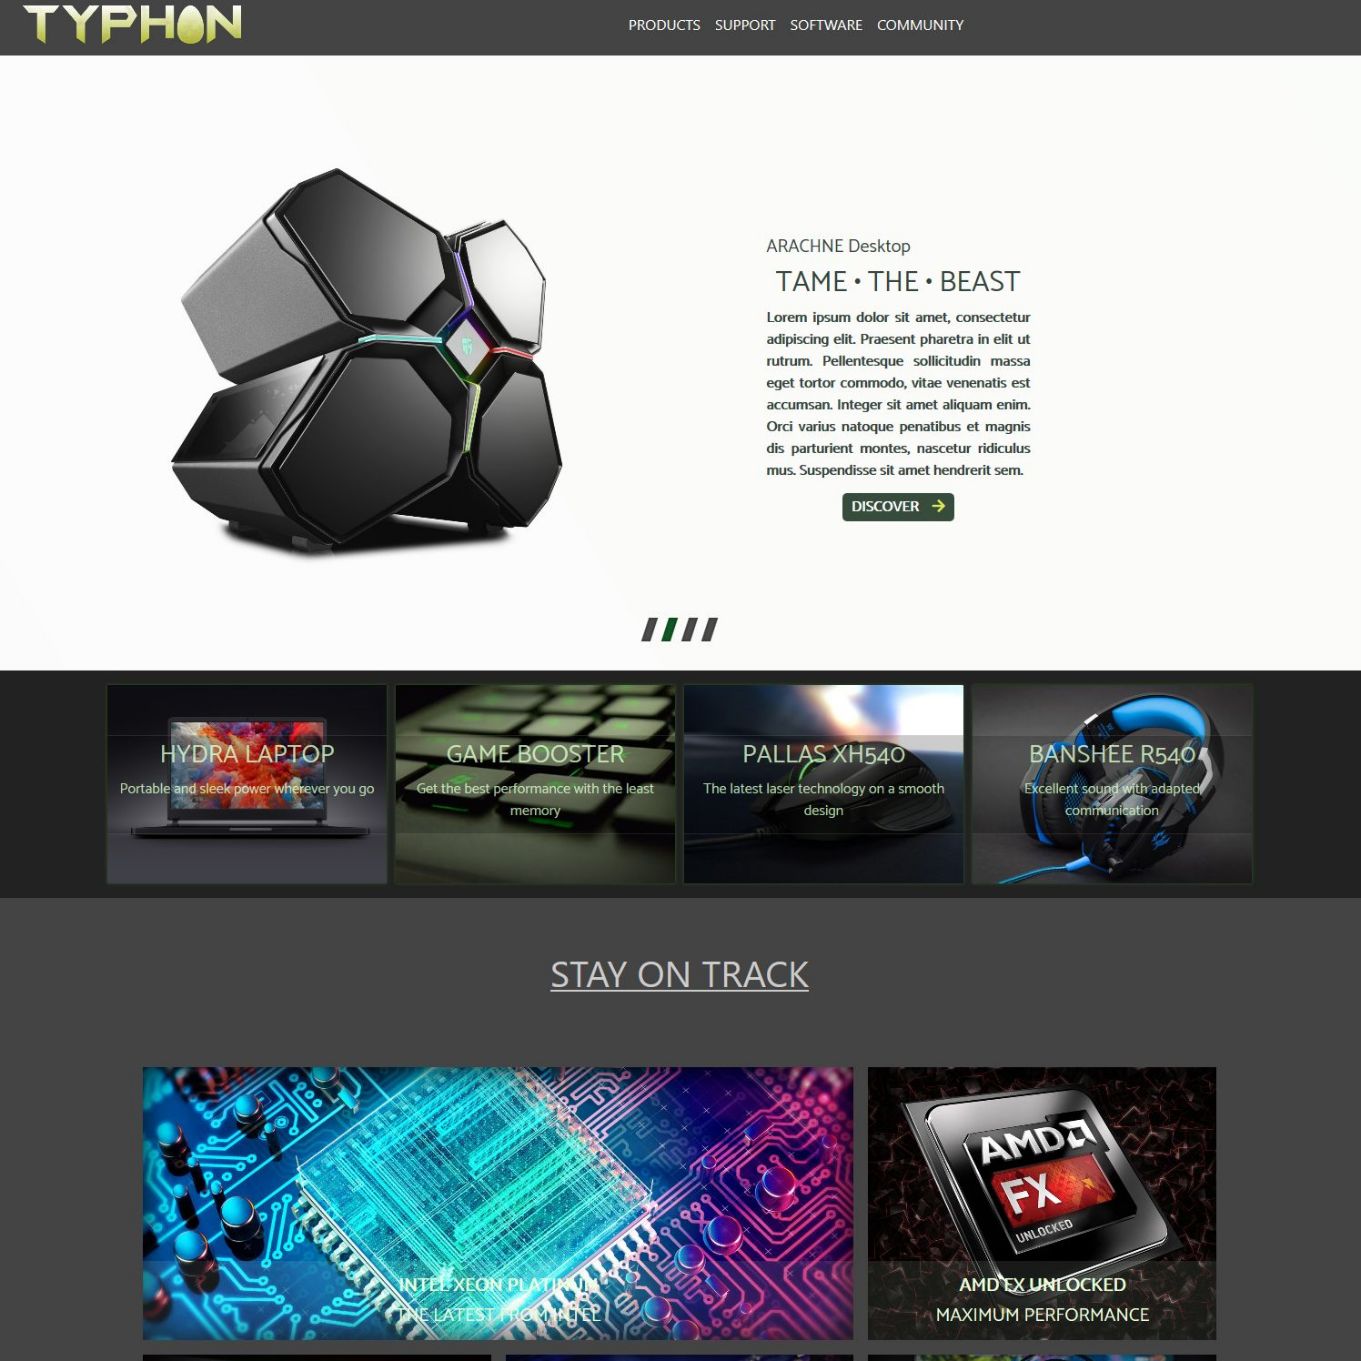 TYPHON
PRODUCTS SUPPORT SOFTWARE COMMUNITY
ARACHNE Desktop
TAME • THE • BEAST
Lorem ipsum dolor sit amet, consectetur
adipiscing elit. Praesent pharetra in elit ut
rutrum. Pellentesque sollicitudin massa
eget tortor commodo, vitae venenatis est
accumsan. Integer sit amet aliquam enim.
Orci varius natoque penatibus et magnis
dis parturient montes, nascetur ridiculus
mus. Suspendisse sit amet hendrerit sem.
DISCOVER
HYDRA LAPTOP
Portable and sleek power wherever you go
GAME BOOSTER
Get the best performance with the least
memory
PALLAS XH540
The latest laser technology on a smooth
design
BANSHEE R540
Excellent sound with adapted
communication
STAY ON TRACK
INTEL XEON PLATINUM
THE LATEST FROM INTEL
AMD
FX
UNLOCKED
AMD FX UNLOCKED
MAXIMUM PERFORMANCE